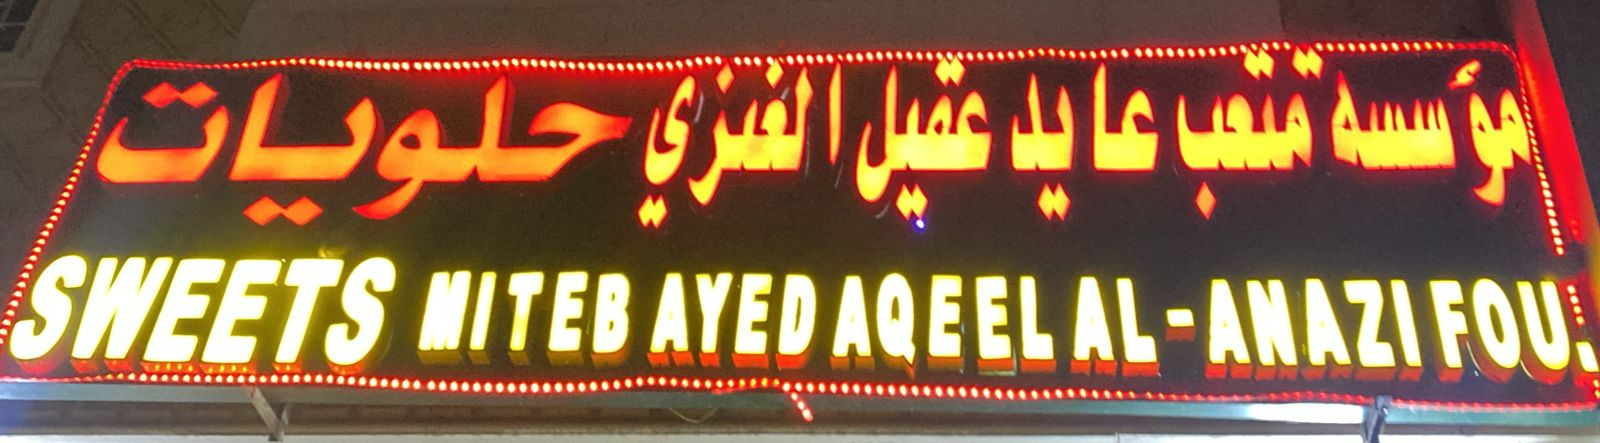 مؤسسة متعب عايد عقيل العنزي حلويات
SWEETS MITEB AYED AQEEL AL-ANAZI FOU.